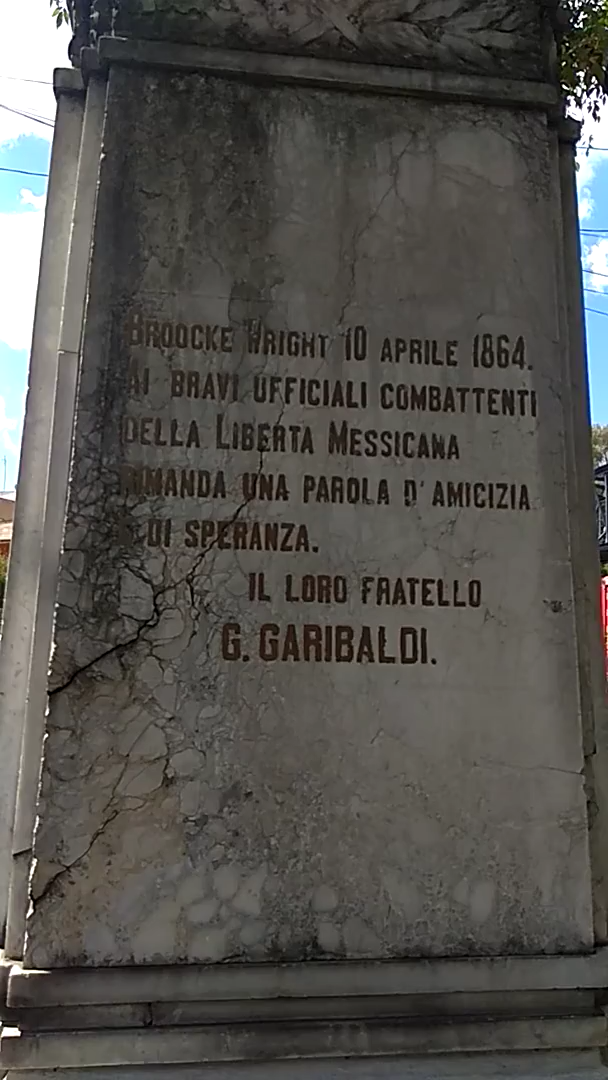 BROOCKE WRIGHT 10 APRILE 1864.
AI BRAVI UFFICIALI COMBATTENTI
DELLA LIBERTA MESSICANA
RIMANDA UNA PAROLA D'AMICIZIA
DI SPERANZA.
IL LORO FRATELLO
G. GARIBALDI.